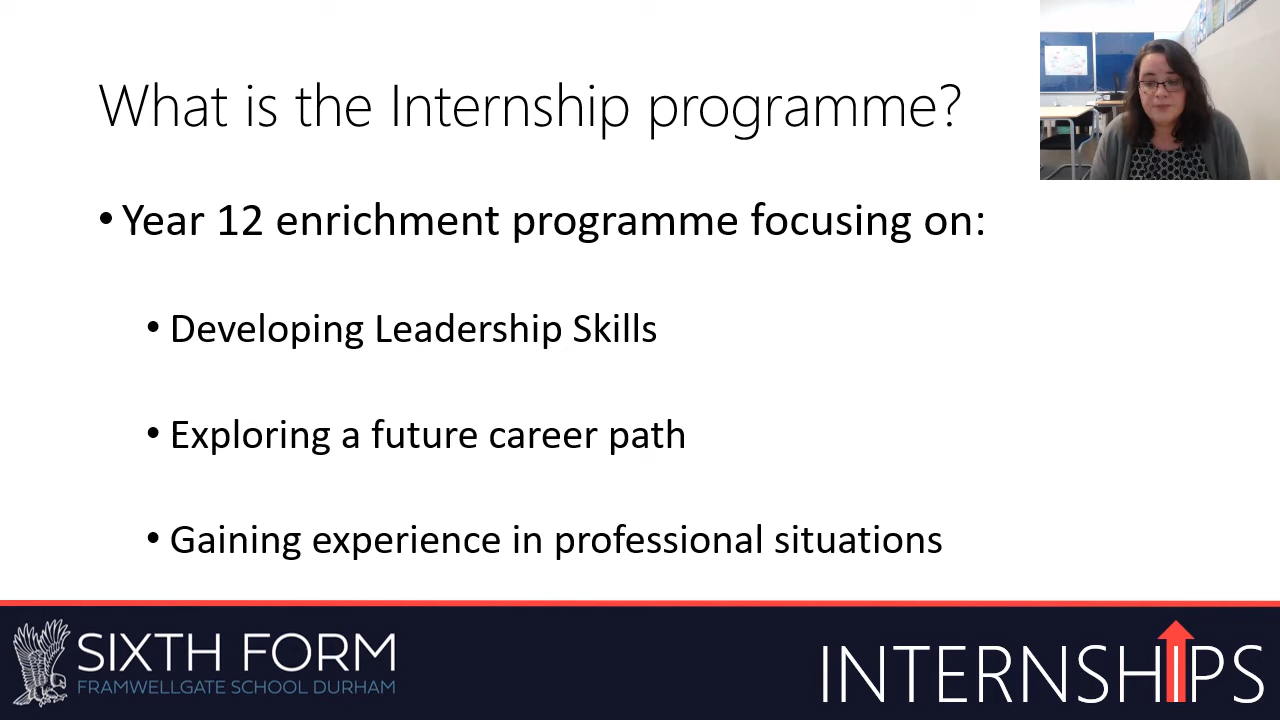 What is the Internship programme?
• Year 12 enrichment programme focusing on:
• Developing Leadership Skills
• Exploring a future career path
• Gaining experience in professional situations
SIXTH FORM
FRAMWELLGATE SCHOOL DURHAM
INTERNSHIPS